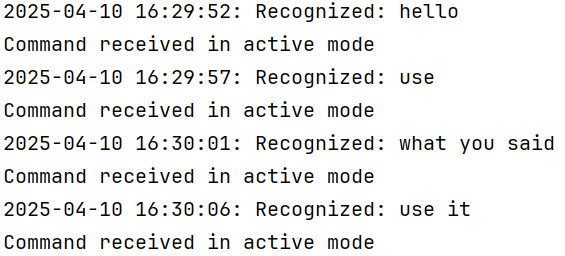 2025-04-10 16:29:52: Recognized: hello
Command received in active mode
2025-04-10 16:29:57: Recognized: use
Command received in active mode
2025-04-10 16:30:01: Recognized: what you said
Command received in active mode
2025-04-10 16:30:06: Recognized: use it
Command received in active mode